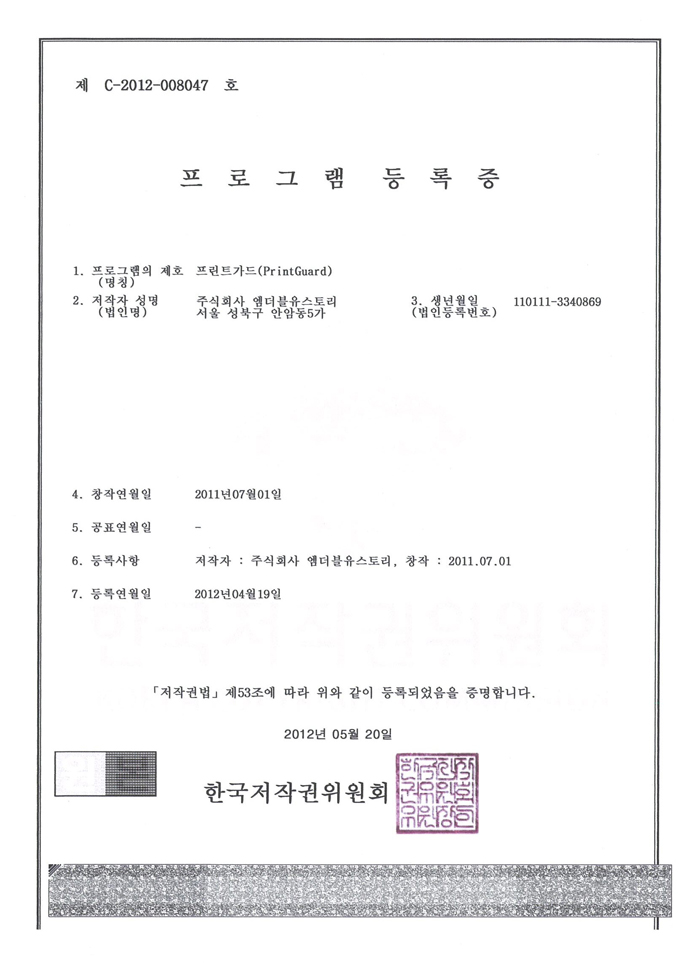 제 C-2012-008047 호
프로그램 등록증
1. 프로그램의 제호 프린트가드(PrintGuard)
(명칭)
2. 저작자 성명 주식회사 엠더블유스토리 3. 생년월일 110111-3340869
(법인명) 서울 성북구 안암동5가 (법인등록번호)
4. 창작연월일 2011년07월01일
5. 공표연월일 -
6. 등록사항 저작자 : 주식회사 엠더블유스토리, 창작 : 2011.07.01
7. 등록연월일 2012년04월19일
한국저작권위원회
「저작권법」제53조에 따라 위와 같이 등록되었음을 증명합니다.
2012년 05월 20일
원본
한국저작권위원회